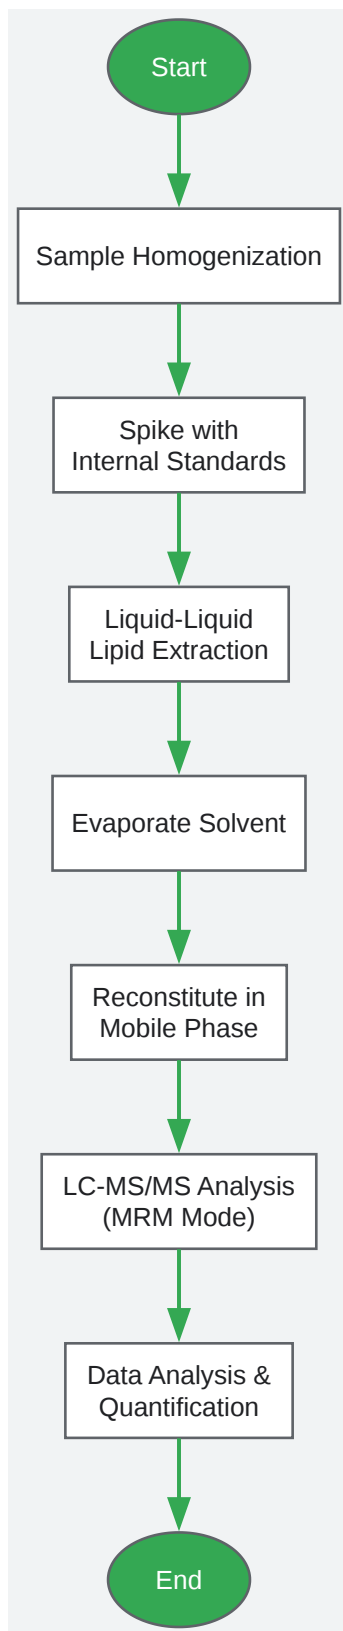 Start
Sample Homogenization
Spike with
Internal Standards
Liquid-Liquid
Lipid Extraction
Evaporate Solvent
Reconstitute in
Mobile Phase
LC-MS/MS Analysis
(MRM Mode)
Data Analysis &
Quantification
End